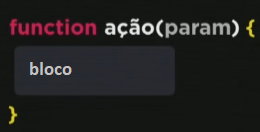 function ação(param) {
bloco
}